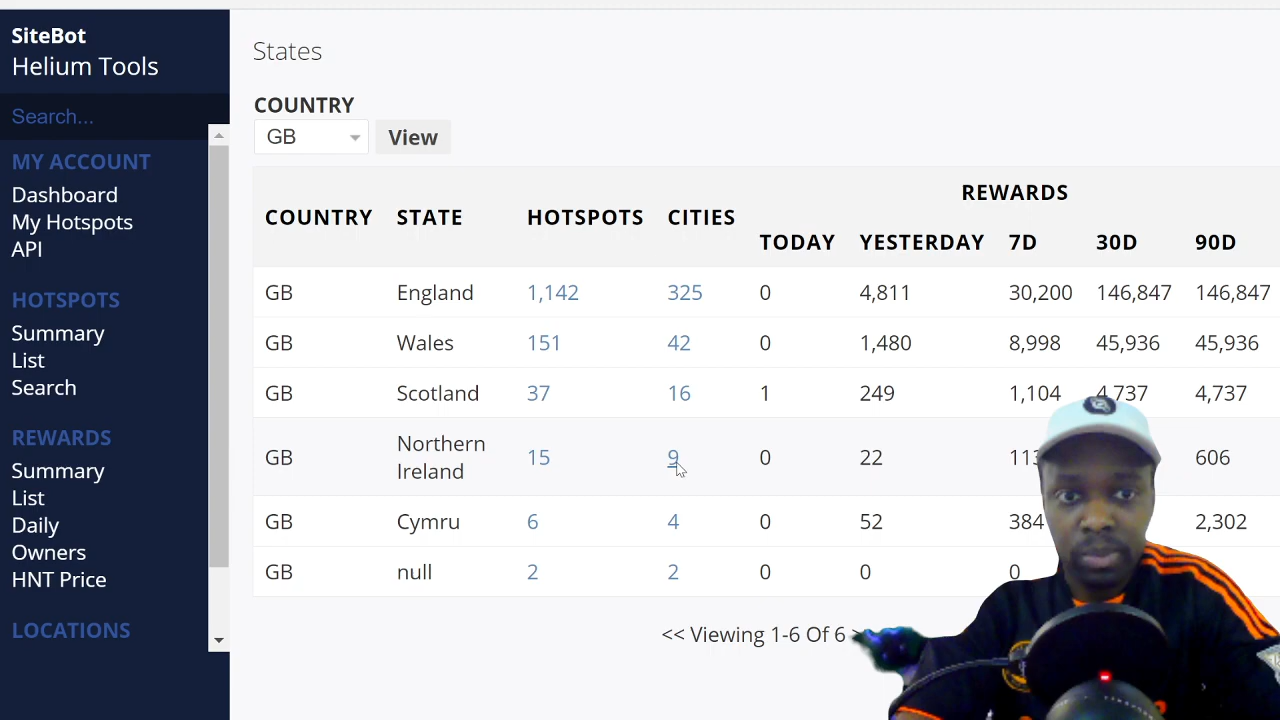 SiteBot
Helium Tools
Search...
MY ACCOUNT
Dashboard
My Hotspots
API
HOTSPOTS
Summary
List
Search
REWARDS
Summary
List
Daily
Owners
HNT Price
LOCATIONS
States
COUNTRY
GB View
REWARDS
COUNTRY STATE HOTSPOTS CITIES
TODAY YESTERDAY 7D 30D 90D
GB England 1,142 325 0 4,811 30,200 146,847 146,847
GB Wales 151 42 0 1,480 8,998 45,936 45,936
GB Scotland 37 16 1 249 1,104 4,737 4,737
GB Northern Ireland 15 9 0 22 113 606
GB Cymru 6 4 0 52 384 2,302
GB null 2 2 0 0 0
<< Viewing 1-6 Of 6 >